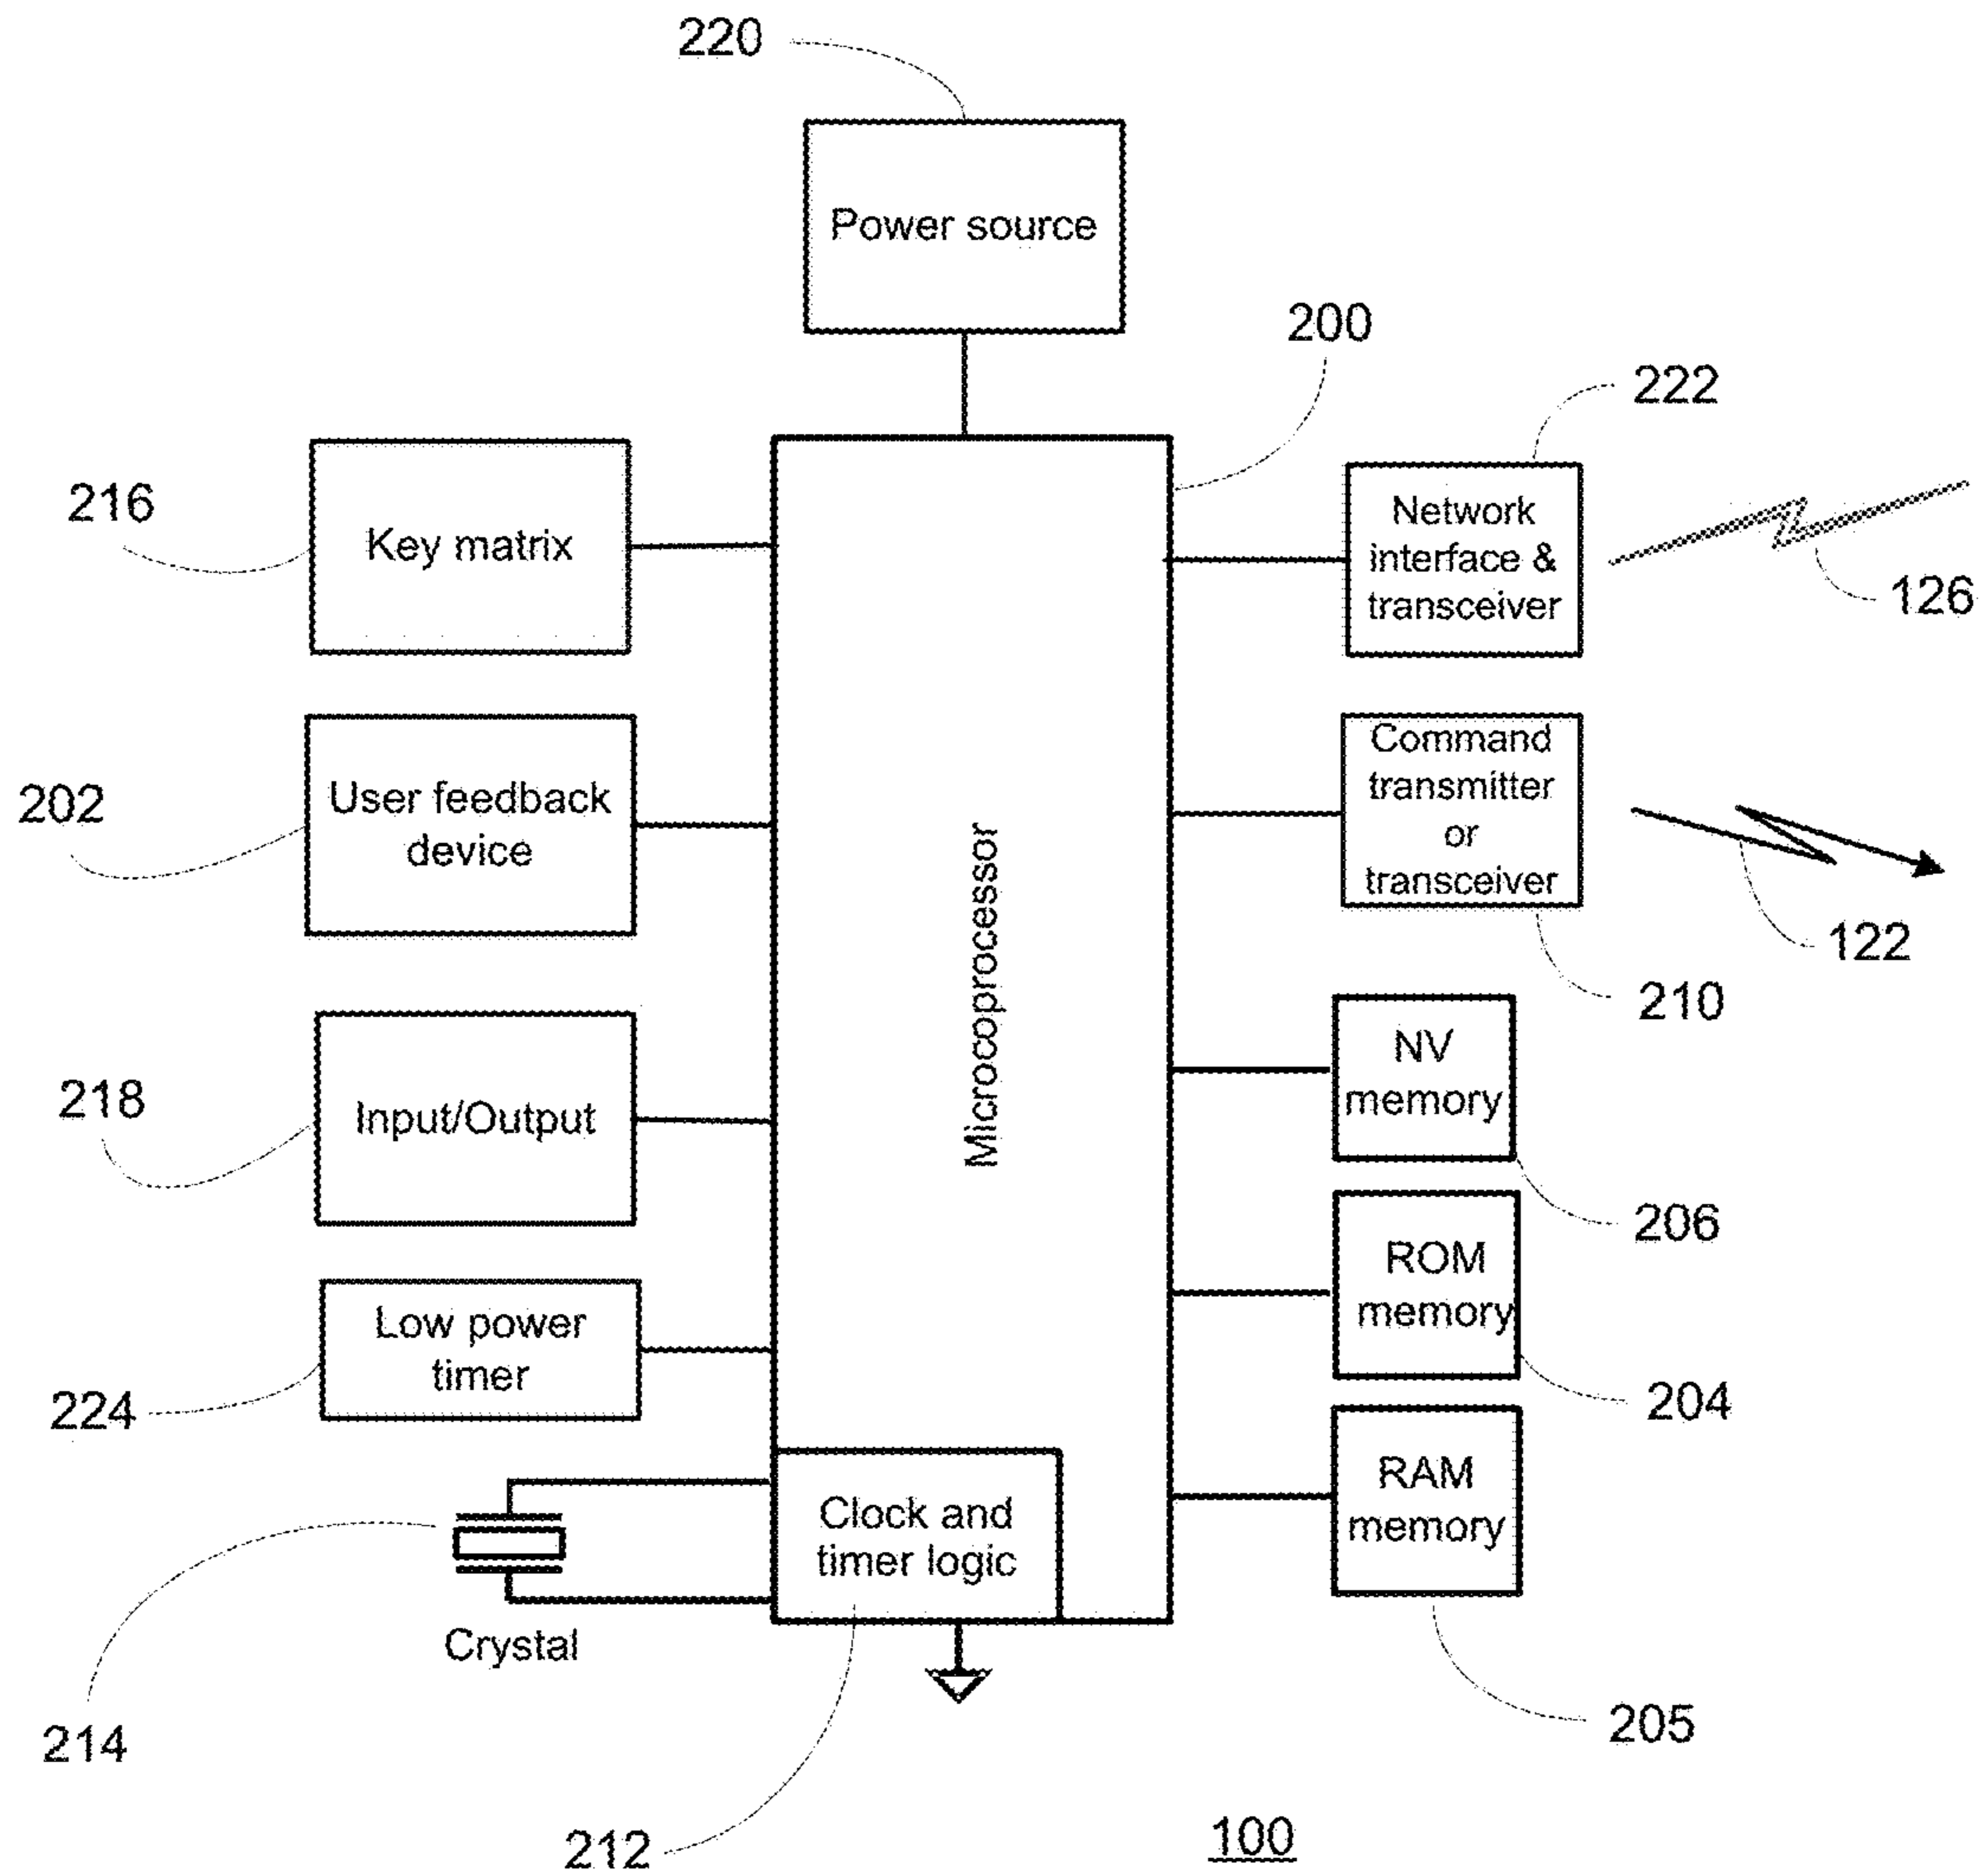 220
Power source
200
222
216
Key matrix
Network
interface &
transceiver
126
202
User feedback
device
Command
transmitter
or
transceiver
122
210
Microcoprocessor
218
Input/Output
NV
memory
206
ROM
memory
204
224
Low power
timer
RAM
memory
205
Clock and
timer logic
Crystal
214
212
100